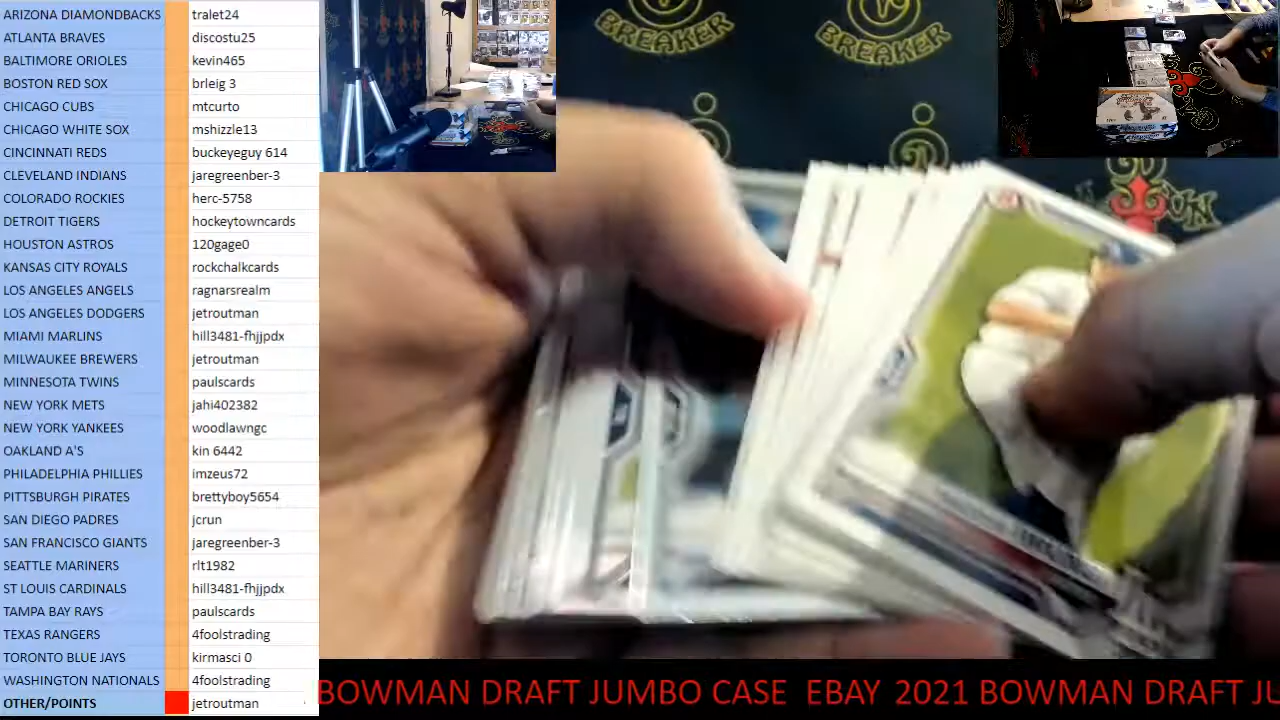 ARIZONA DIAMONDBACKS tralet24
ATLANTA BRAVES discostu25
BALTIMORE ORIOLES kevin465
BOSTON RED SOX brleig 3
CHICAGO CUBS mtcurto
CHICAGO WHITE SOX mshizzle13
CINCINNATI REDS buckeyeguy 614
CLEVELAND INDIANS jaregreenber-3
COLORADO ROCKIES herc-5758
DETROIT TIGERS hockeytowncards
HOUSTON ASTROS 120gage0
KANSAS CITY ROYALS rockchalkcards
LOS ANGELES ANGELS ragnarsrealm
LOS ANGELES DODGERS jetroutman
MIAMI MARLINS hill3481-fhjjpdx
MILWAUKEE BREWERS jetroutman
MINNESOTA TWINS paulscards
NEW YORK METS jahi402382
NEW YORK YANKEES woodlawngc
OAKLAND A'S kin 6442
PHILADELPHIA PHILLIES imzeus72
PITTSBURGH PIRATES brettyboy5654
SAN DIEGO PADRES jcrun
SAN FRANCISCO GIANTS jaregreenber-3
SEATTLE MARINERS rlt1982
ST LOUIS CARDINALS hill3481-fhjjpdx
TAMPA BAY RAYS paulscards
TEXAS RANGERS 4foolstrading
TORONTO BLUE JAYS kirmasci 0
WASHINGTON NATIONALS 4foolstrading
OTHER/POINTS jetroutman
BREAKER
BREAKER
BOWMAN DRAFT JUMBO CASE EBAY 2021 BOWMAN DRAFT JU